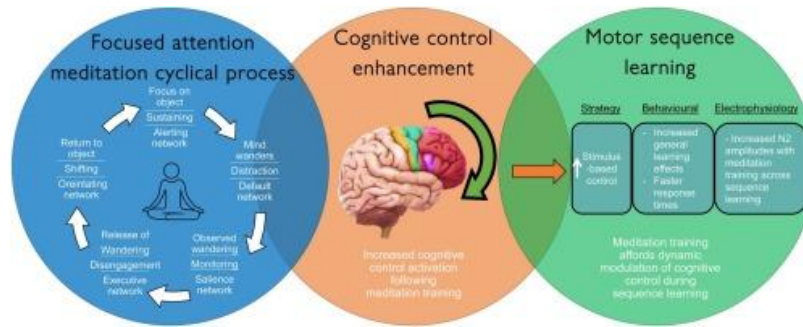 Focused attention
meditation cyclical process
Focus on
object
Sustaining
Alerting network
Mind
wanders
Distraction
Default network
Observed
wandering
Monitoring
Salience network
Release of
Wandering
Disengagement
Executive
network
Return to
object
Shifting
Oreintating
network
Cognitive control
enhancement
Increased cognitive
control activation
following
meditation training
Motor sequence
learning
Strategy
Stimulus
-based
control
Behavioural
- Increased
general
learning
effects
- Faster
response
times
Electrophysiology
- Increased N2
amplitudes with
meditation
training across
sequence
learning
Meditation training
affords dynamic
modulation of cognitive
control during
sequence learning